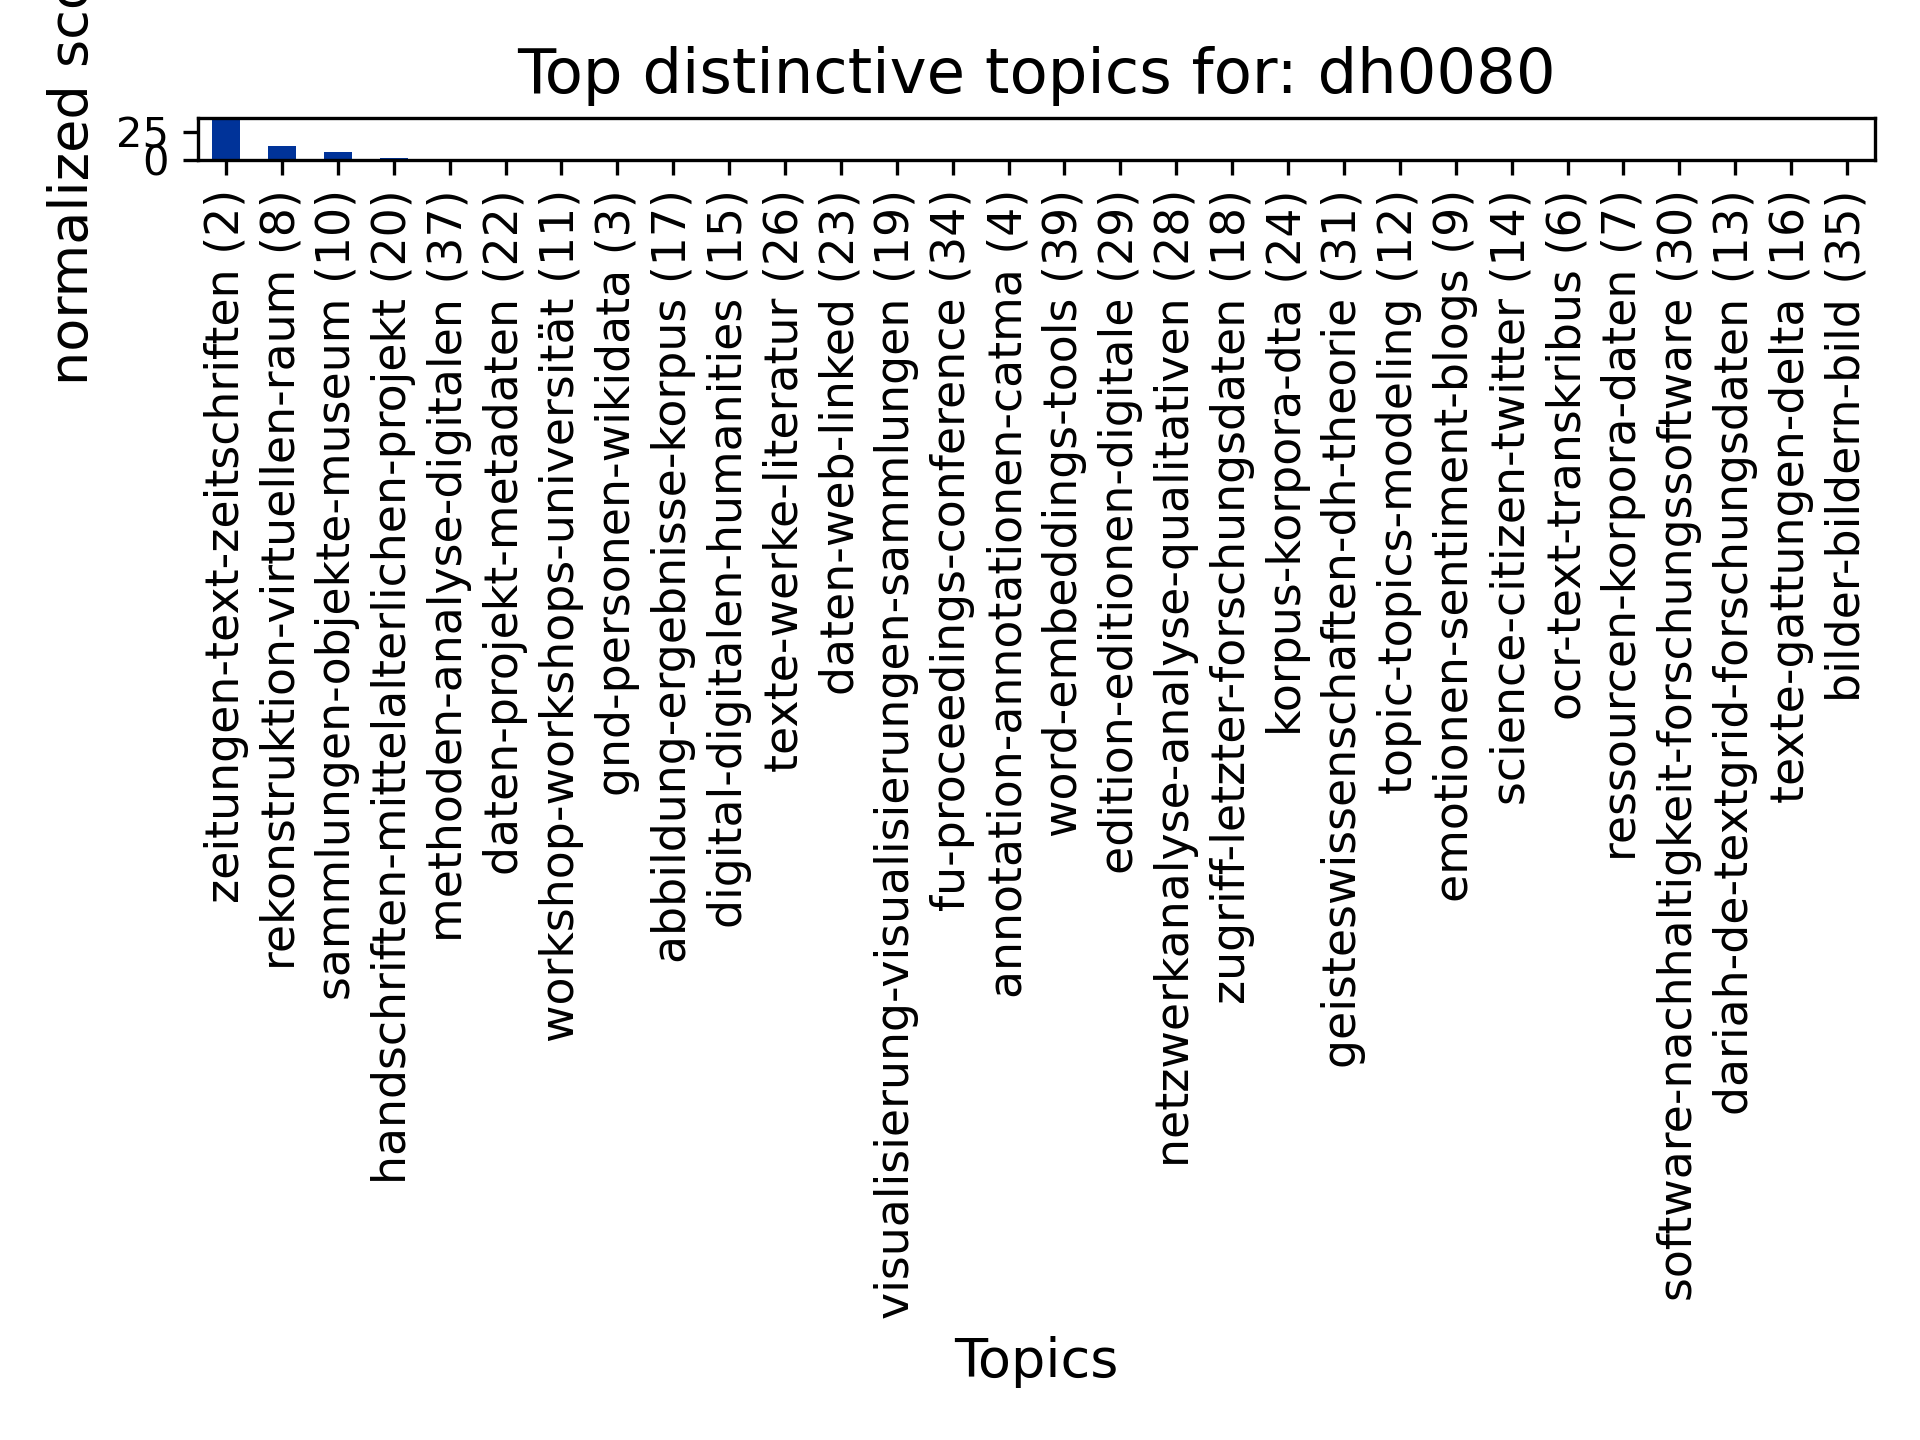 Top distinctive topics for: dh0080
normalized sco
25
0
zeitungen-text-zeitschriften (2)
rekonstruktion-virtuellen-raum (8)
sammlungen-objekte-museum (10)
handschriften-mittelalterlichen-projekt (20)
methoden-analyse-digitalen (37)
daten-projekt-metadaten (22)
workshop-workshops-universität (11)
gnd-personen-wikidata (3)
abbildung-ergebnisse-korpus (17)
digital-digitalen-humanities (15)
texte-werke-literatur (26)
daten-web-linked (23)
visualisierung-visualisierungen-sammlungen (19)
fu-proceedings-conference (34)
annotation-annotationen-catma (4)
word-embeddings-tools (39)
edition-editionen-digitale (29)
netzwerkanalyse-analyse-qualitativen (28)
zugriff-letzter-forschungsdaten (18)
korpus-korpora-dta (24)
geisteswissenschaften-dh-theorie (31)
topic-topics-modeling (12)
emotionen-sentiment-blogs (9)
science-citizen-twitter (14)
ocr-text-transkribus (6)
ressourcen-korpora-daten (7)
software-nachhaltigkeit-forschungssoftware (30)
dariah-de-textgrid-forschungsdaten (13)
texte-gattungen-delta (16)
bilder-bildern-bild (35)
Topics